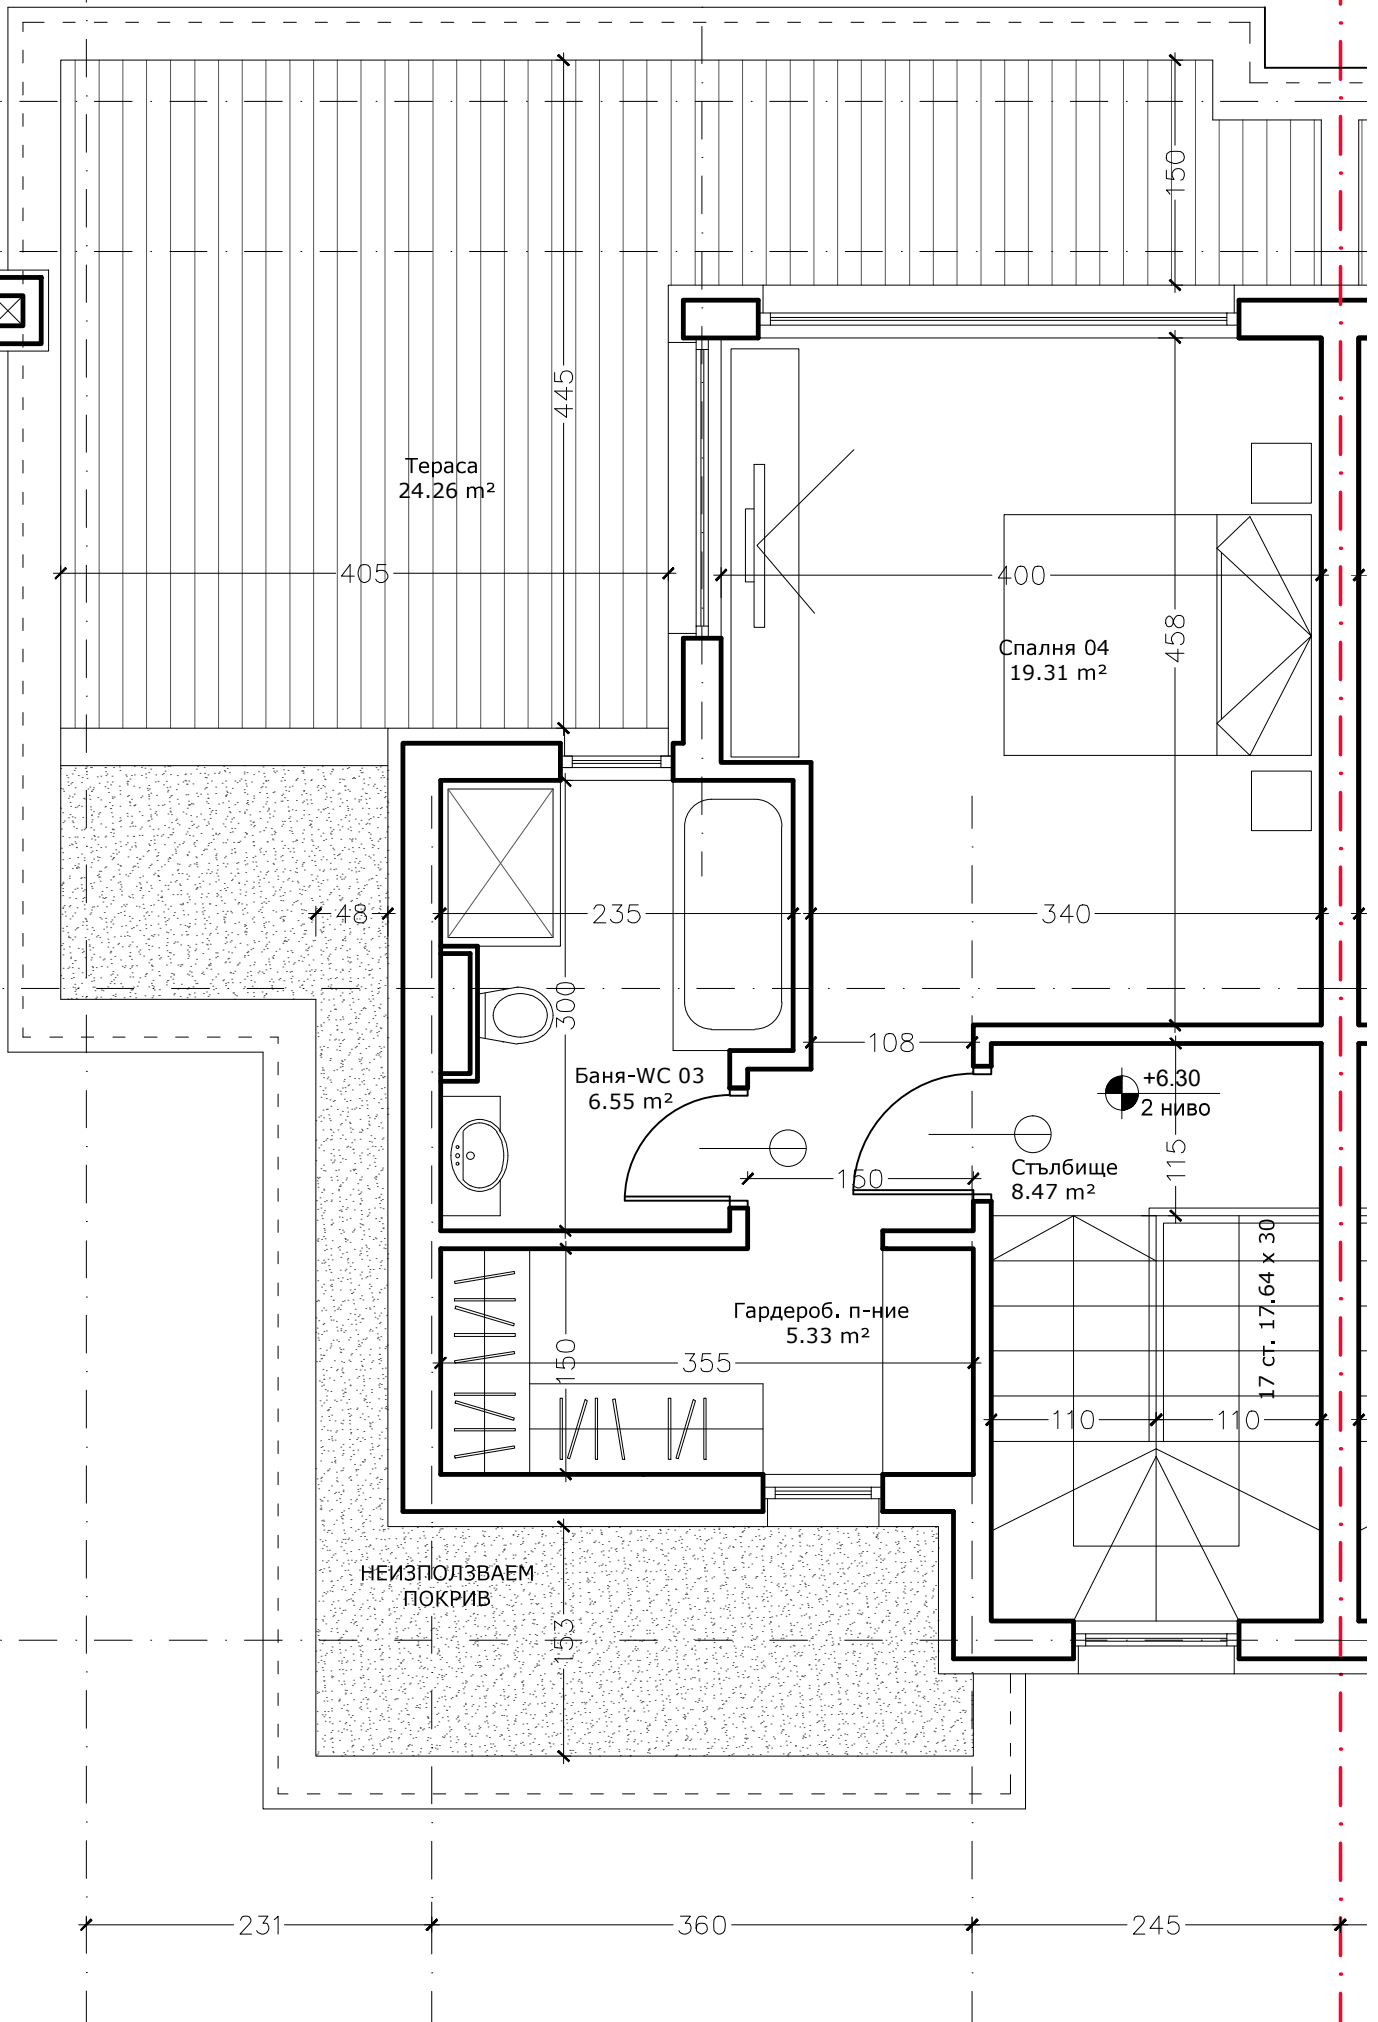 150
445
Тераса
24.26 m²
405
400
458
Спалня 04
19.31 m²
48
235
340
300
108
Баня-WC 03
6.55 m²
+6.30
2 ниво
115
150
Стълбище
8.47 m²
17 ст. 17.64 x 30
Гардероб. п-ние
5.33 m²
150
355
110
110
НЕИЗПОЛЗВАЕМ
ПОКРИВ
153
231
360
245